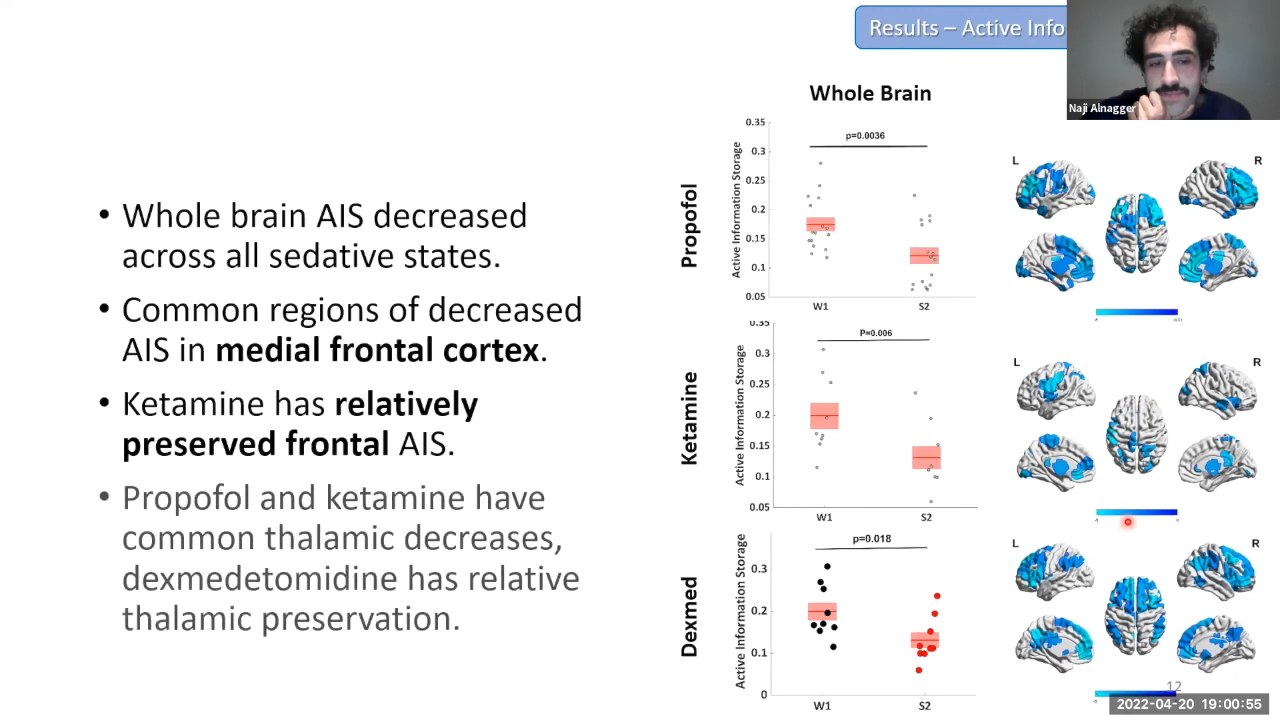 Results – Active Info
Naji Alnagger
• Whole brain AIS decreased
across all sedative states.
• Common regions of decreased
AIS in medial frontal cortex.
• Ketamine has relatively
preserved frontal AIS.
• Propofol and ketamine have
common thalamic decreases,
dexmedetomidine has relative
thalamic preservation.
Whole Brain
Propofol
Active Information Storage
0.35
0.3
0.25
0.2
0.15
0.1
0.05
p=0.0036
W1
S2
L
R
Ketamine
Active Information Storage
0.35
0.3
0.25
0.2
0.15
0.1
0.05
P=0.006
W1
S2
L
R
Dexmed
Active Information Storage
0.3
0.2
0.1
0
p=0.018
W1
S2
L
R
12
2022-04-20 19:00:55